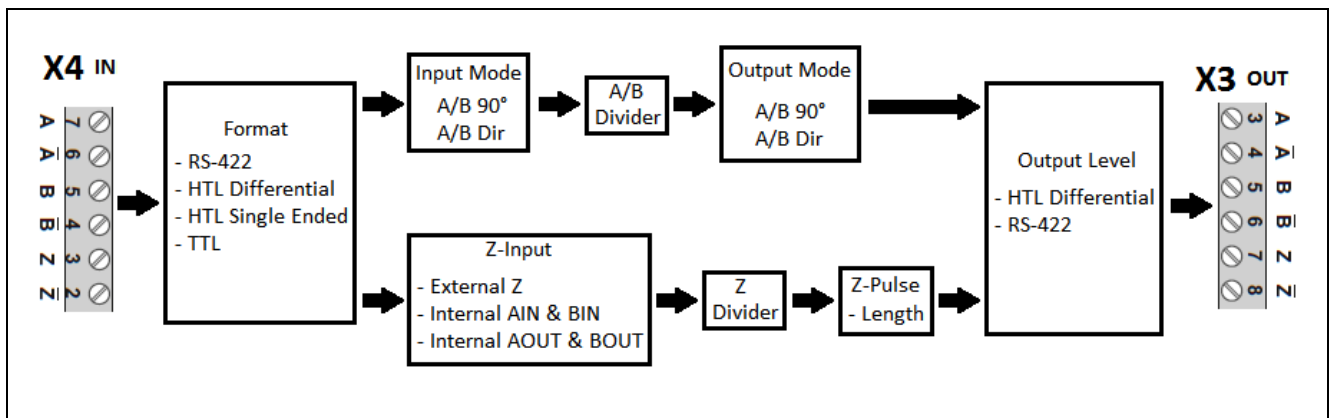 X4 IN
A 7
A̅ 6
B 5
B̅ 4
Z 3
Z̅ 2
Format
- RS-422
- HTL Differential
- HTL Single Ended
- TTL
Input Mode
A/B 90°
A/B Dir
A/B
Divider
Output Mode
A/B 90°
A/B Dir
Z-Input
- External Z
- Internal AIN & BIN
- Internal AOUT & BOUT
Z
Divider
Z-Pulse
- Length
Output Level
- HTL Differential
- RS-422
X3 OUT
3 A
4 A̅
5 B
6 B̅
7 Z
8 Z̅